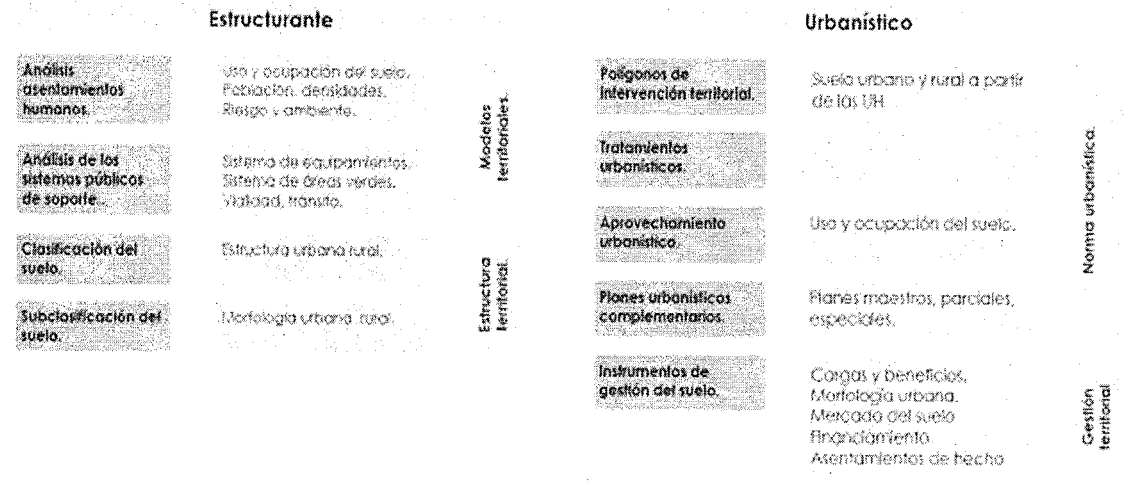 Estructurante
Análisis
asentamientos
humanos.
Uso y ocupación del suelo.
Población, densidades.
Riesgo y ambiente.
Análisis de los
sistemas públicos
de soporte..
Sistema de equipamientos.
Sistema de áreas verdes.
Vialidad, tránsito.
Modelos
territoriales.
Clasificación del
suelo.
Estructura urbana rural.
Subclasificación del
suelo.
Morfología urbana rural.
Estructura
territorial.
Urbanístico
Polígonos de
intervención territorial.
Suelo urbano y rural a partir
de las UH
Tratamientos
urbanísticos.
Aprovechamiento
urbanístico.
Uso y ocupación del suelo.
Norma urbanística.
Planes urbanísticos
complementarios.
Planes maestros, parciales,
especiales.
Instrumentos de
gestión del suelo.
Cargas y beneficios.
Morfología urbana.
Mercado del suelo
Financiamiento
Asentamientos de hecho
Gestión
territorial